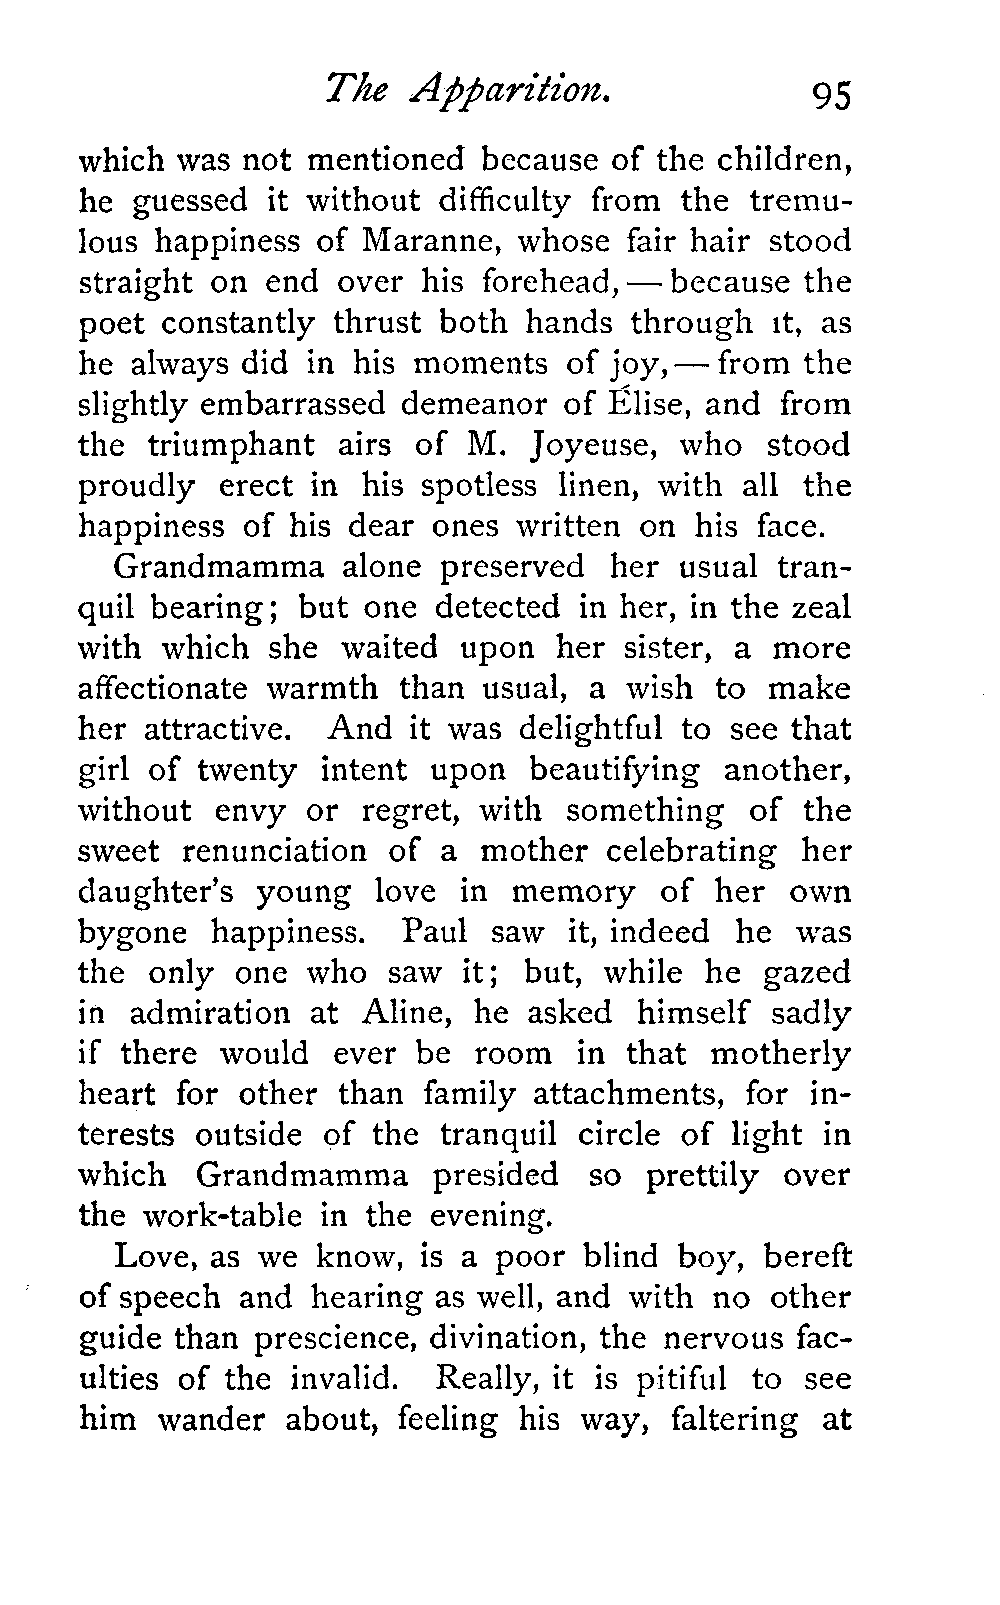 The Apparition. 95
which was not mentioned because of the children,
he guessed it without difficulty from the tremu-
lous happiness of Maranne, whose fair hair stood
straight on end over his forehead, — because the
poet constantly thrust both hands through it, as
he always did in his moments of joy, — from the
slightly embarrassed demeanor of Élise, and from
the triumphant airs of M. Joyeuse, who stood
proudly erect in his spotless linen, with all the
happiness of his dear ones written on his face.
Grandmamma alone preserved her usual tran-
quil bearing; but one detected in her, in the zeal
with which she waited upon her sister, a more
affectionate warmth than usual, a wish to make
her attractive. And it was delightful to see that
girl of twenty intent upon beautifying another,
without envy or regret, with something of the
sweet renunciation of a mother celebrating her
daughter's young love in memory of her own
bygone happiness. Paul saw it, indeed he was
the only one who saw it; but, while he gazed
in admiration at Aline, he asked himself sadly
if there would ever be room in that motherly
heart for other than family attachments, for in-
terests outside of the tranquil circle of light in
which Grandmamma presided so prettily over
the work-table in the evening.
Love, as we know, is a poor blind boy, bereft
of speech and hearing as well, and with no other
guide than prescience, divination, the nervous fac-
ulties of the invalid. Really, it is pitiful to see
him wander about, feeling his way, faltering at